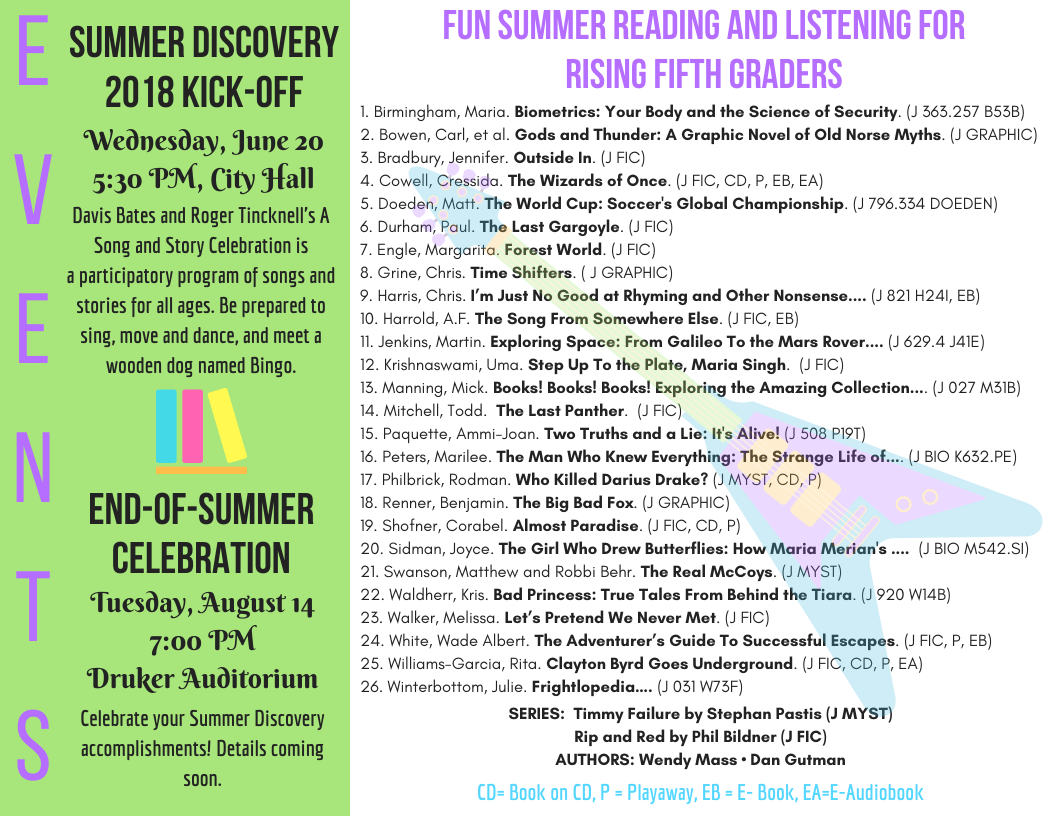 EVENTS
SUMMER DISCOVERY
2018 KICK-OFF
Wednesday, June 20
5:30 PM, City Hall
Davis Bates and Roger Tincknell's A
Song and Story Celebration is
a participatory program of songs and
stories for all ages. Be prepared to
sing, move and dance, and meet a
wooden dog named Bingo.
END-OF-SUMMER
CELEBRATION
Tuesday, August 14
7:00 PM
Druker Auditorium
Celebrate your Summer Discovery
accomplishments! Details coming
soon.
FUN SUMMER READING AND LISTENING FOR
RISING FIFTH GRADERS
1. Birmingham, Maria. Biometrics: Your Body and the Science of Security. (J 363.257 B53B)
2. Bowen, Carl, et al. Gods and Thunder: A Graphic Novel of Old Norse Myths. (J GRAPHIC)
3. Bradbury, Jennifer. Outside In. (J FIC)
4. Cowell, Cressida. The Wizards of Once. (J FIC, CD, P, EB, EA)
5. Doeden, Matt. The World Cup: Soccer's Global Championship. (J 796.334 DOEDEN)
6. Durham, Paul. The Last Gargoyle. (J FIC)
7. Engle, Margarita. Forest World. (J FIC)
8. Grine, Chris. Time Shifters. ( J GRAPHIC)
9. Harris, Chris. I'm Just No Good at Rhyming and Other Nonsense.... (J 821 H24I, EB)
10. Harrold, A.F. The Song From Somewhere Else. (J FIC, EB)
11. Jenkins, Martin. Exploring Space: From Galileo To the Mars Rover.... (J 629.4 J41E)
12. Krishnaswami, Uma. Step Up To the Plate, Maria Singh.  (J FIC)
13. Manning, Mick. Books! Books! Books! Exploring the Amazing Collection.... (J 027 M31B)
14. Mitchell, Todd.  The Last Panther.  (J FIC)
15. Paquette, Ammi-Joan. Two Truths and a Lie: It's Alive! (J 508 P19T)
16. Peters, Marilee. The Man Who Knew Everything: The Strange Life of.... (J BIO K632.PE)
17. Philbrick, Rodman. Who Killed Darius Drake? (J MYST, CD, P)
18. Renner, Benjamin. The Big Bad Fox. (J GRAPHIC)
19. Shofner, Corabel. Almost Paradise. (J FIC, CD, P)
20. Sidman, Joyce. The Girl Who Drew Butterflies: How Maria Merian's ....  (J BIO M542.SI)
21. Swanson, Matthew and Robbi Behr. The Real McCoys. (J MYST)
22. Waldherr, Kris. Bad Princess: True Tales From Behind the Tiara. (J 920 W14B)
23. Walker, Melissa. Let's Pretend We Never Met. (J FIC)
24. White, Wade Albert. The Adventurer's Guide To Successful Escapes. (J FIC, P, EB)
25. Williams-Garcia, Rita. Clayton Byrd Goes Underground. (J FIC, CD, P, EA)
26. Winterbottom, Julie. Frightlopedia.... (J 031 W73F)
SERIES:  Timmy Failure by Stephan Pastis (J MYST)
Rip and Red by Phil Bildner (J FIC)
AUTHORS: Wendy Mass • Dan Gutman
CD= Book on CD, P = Playaway, EB = E- Book, EA=E-Audiobook